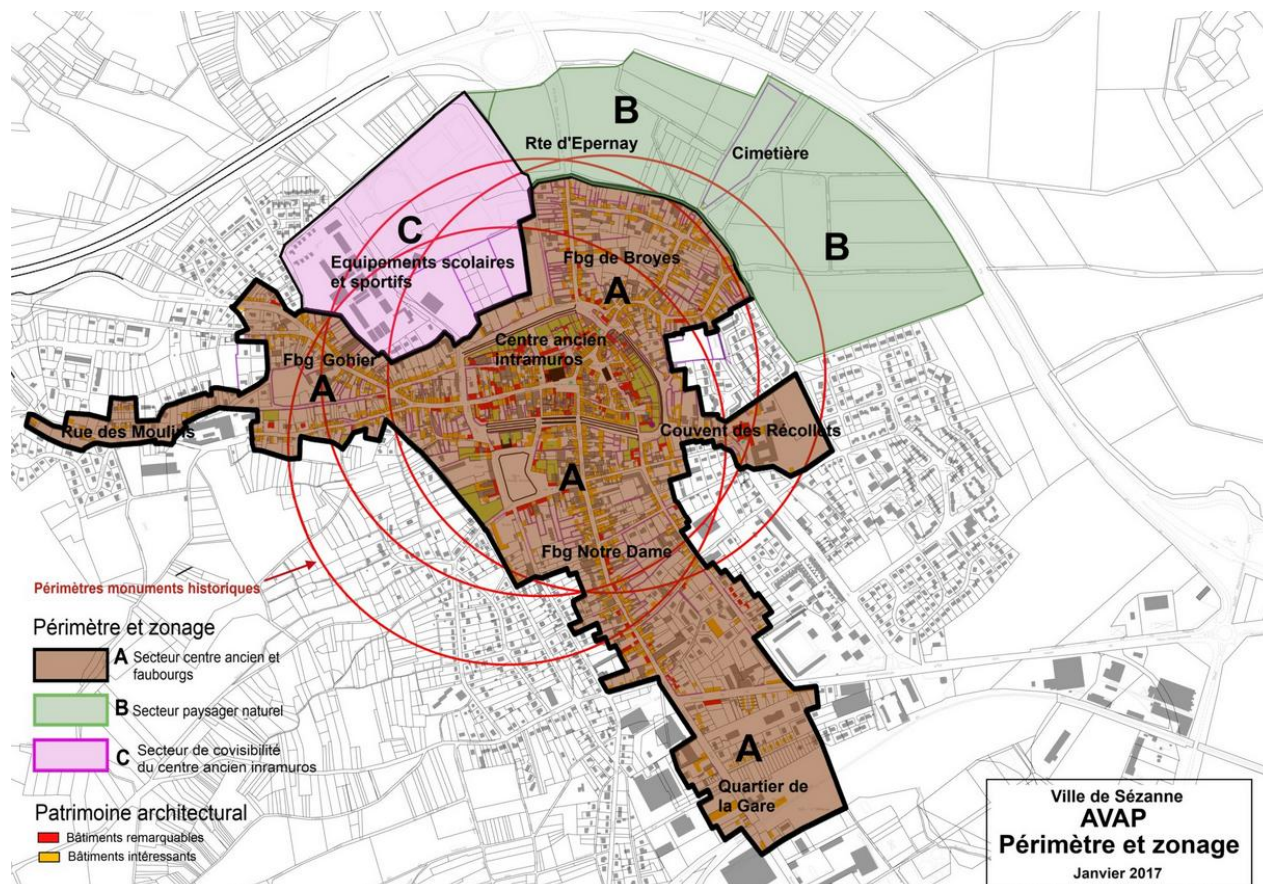 B
Rte d'Epernay
Cimetière
C
Equipements scolaires
et sportifs
B
Fbg de Broyes
A
Centre ancien
intramuros
Fbg Gobier
A
Rue des Moulins
Couvent des Récollets
A
Fbg Notre Dame
A
Quartier de
la Gare
Périmètres monuments historiques
Périmètre et zonage
A Secteur centre ancien et
faubourgs
B Secteur paysager naturel
C Secteur de covisibilité
du centre ancien inramuros
Patrimoine architectural
Bâtiments remarquables
Bâtiments intéressants
Ville de Sézanne
AVAP
Périmètre et zonage
Janvier 2017